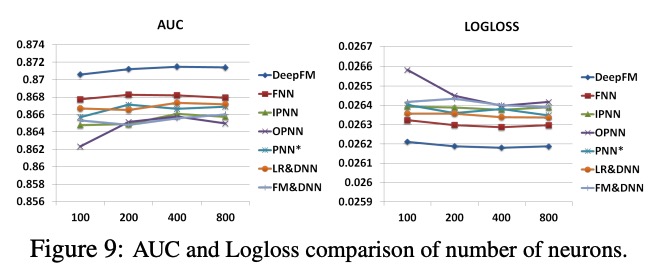 AUC
0.874
0.872
0.87
0.868
0.866
0.864
0.862
0.86
0.858
0.856
100 200 400 800
DeepFM
FNN
IPNN
OPNN
PNN*
LR&DNN
FM&DNN
LOGLOSS
0.0267
0.0266
0.0265
0.0264
0.0263
0.0262
0.0261
0.026
0.0259
100 200 400 800
DeepFM
FNN
IPNN
OPNN
PNN*
LR&DNN
FM&DNN
Figure 9: AUC and Logloss comparison of number of neurons.